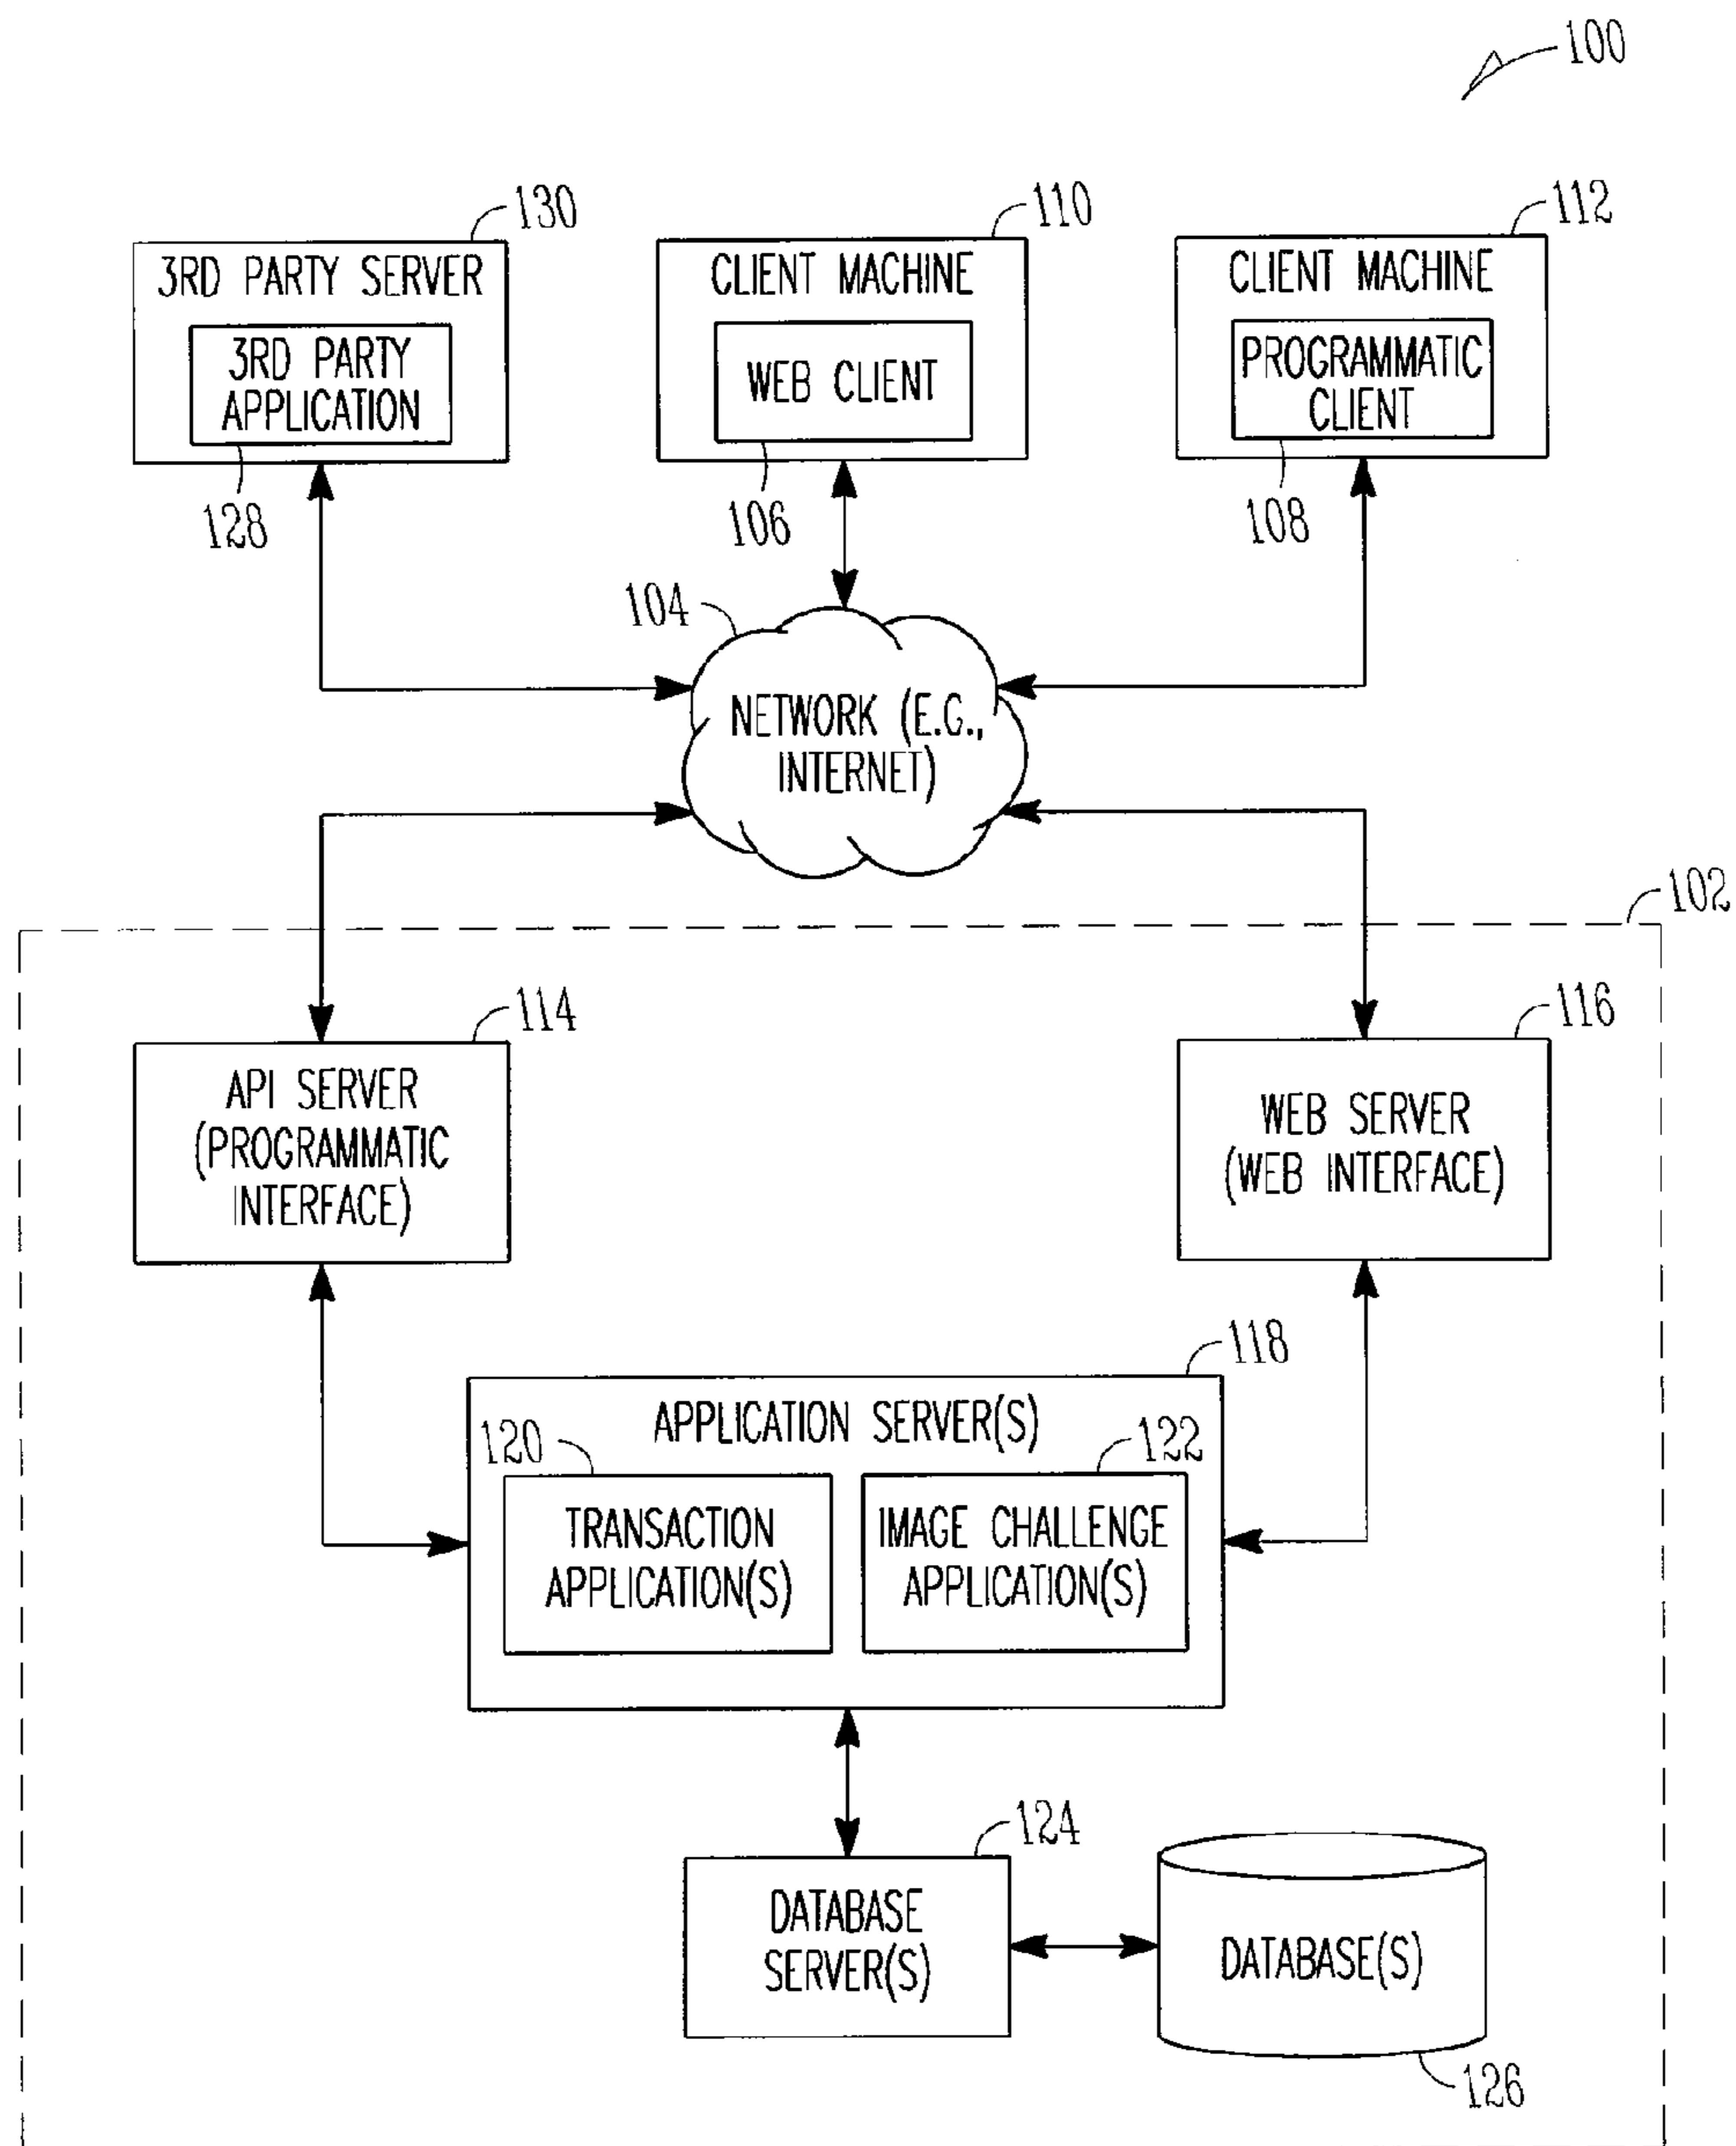 100
130
110
112
3RD PARTY SERVER
3RD PARTY
APPLICATION
128
CLIENT MACHINE
WEB CLIENT
106
CLIENT MACHINE
PROGRAMMATIC
CLIENT
108
104
NETWORK (E.G.,
INTERNET)
102
114
API SERVER
(PROGRAMMATIC
INTERFACE)
116
WEB SERVER
(WEB INTERFACE)
118
APPLICATION SERVER(S)
120
TRANSACTION
APPLICATION(S)
122
IMAGE CHALLENGE
APPLICATION(S)
124
DATABASE
SERVER(S)
DATABASE(S)
126